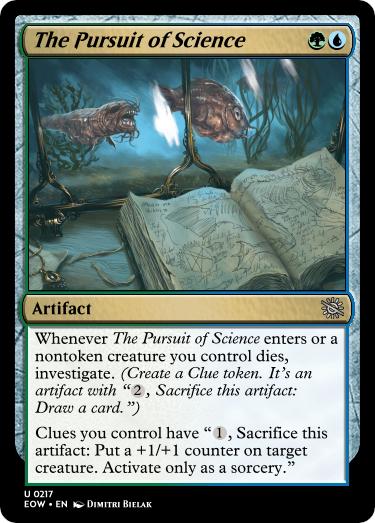 The Pursuit of Science
Artifact
Whenever The Pursuit of Science enters or a
nontoken creature you control dies,
investigate. (Create a Clue token. It's an
artifact with “2, Sacrifice this artifact:
Draw a card.”)
Clues you control have “1, Sacrifice this
artifact: Put a +1/+1 counter on target
creature. Activate only as a sorcery.”
U 0217
EOW • EN Dimitri Bielak